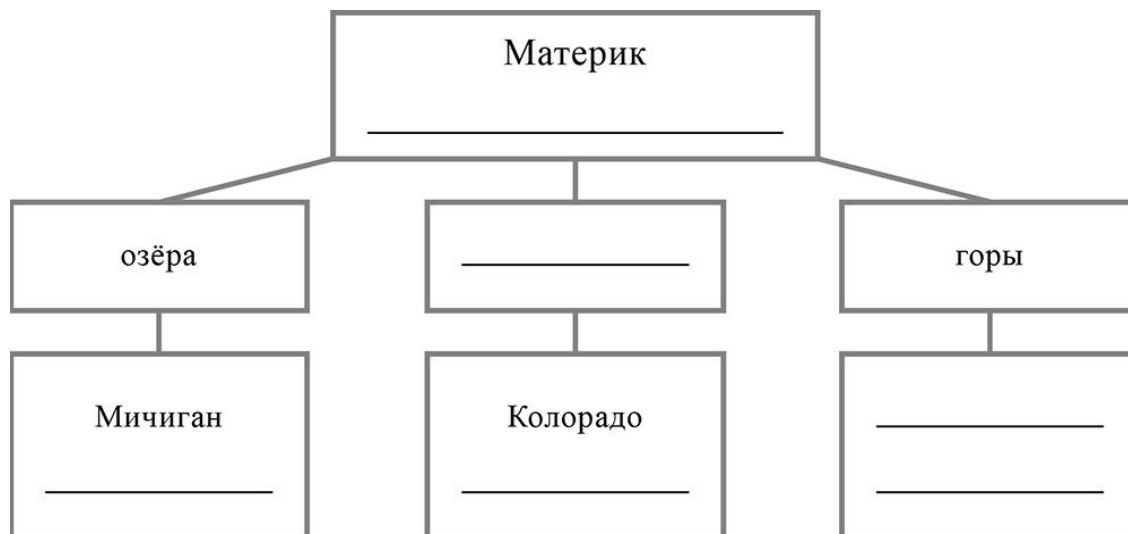 Материк
озёра
горы
Мичиган
Колорадо